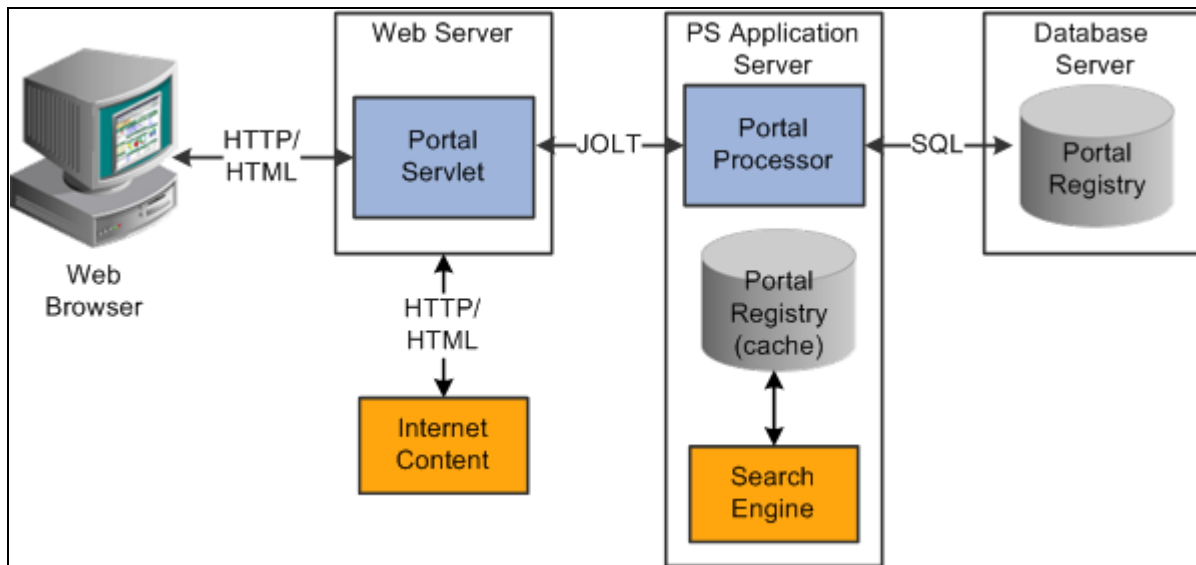 Web Server
PS Application
Server
Database
Server
HTTP/
HTML
Portal
Servlet
JOLT
Portal
Processor
SQL
Portal
Registry
Web
Browser
HTTP/
HTML
Portal
Registry
(cache)
Internet
Content
Search
Engine